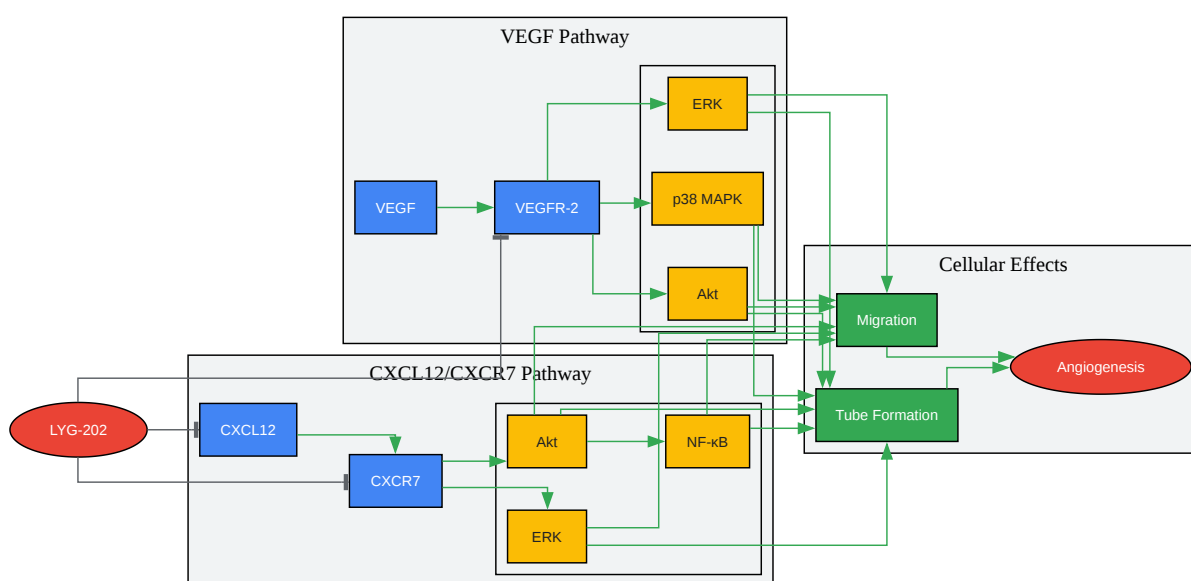 VEGF Pathway
ERK
p38 MAPK
VEGF
VEGFR-2
Akt
Cellular Effects
Migration
Angiogenesis
Tube Formation
CXCL12/CXCR7 Pathway
LYG-202
CXCL12
Akt
NF-κB
CXCR7
ERK